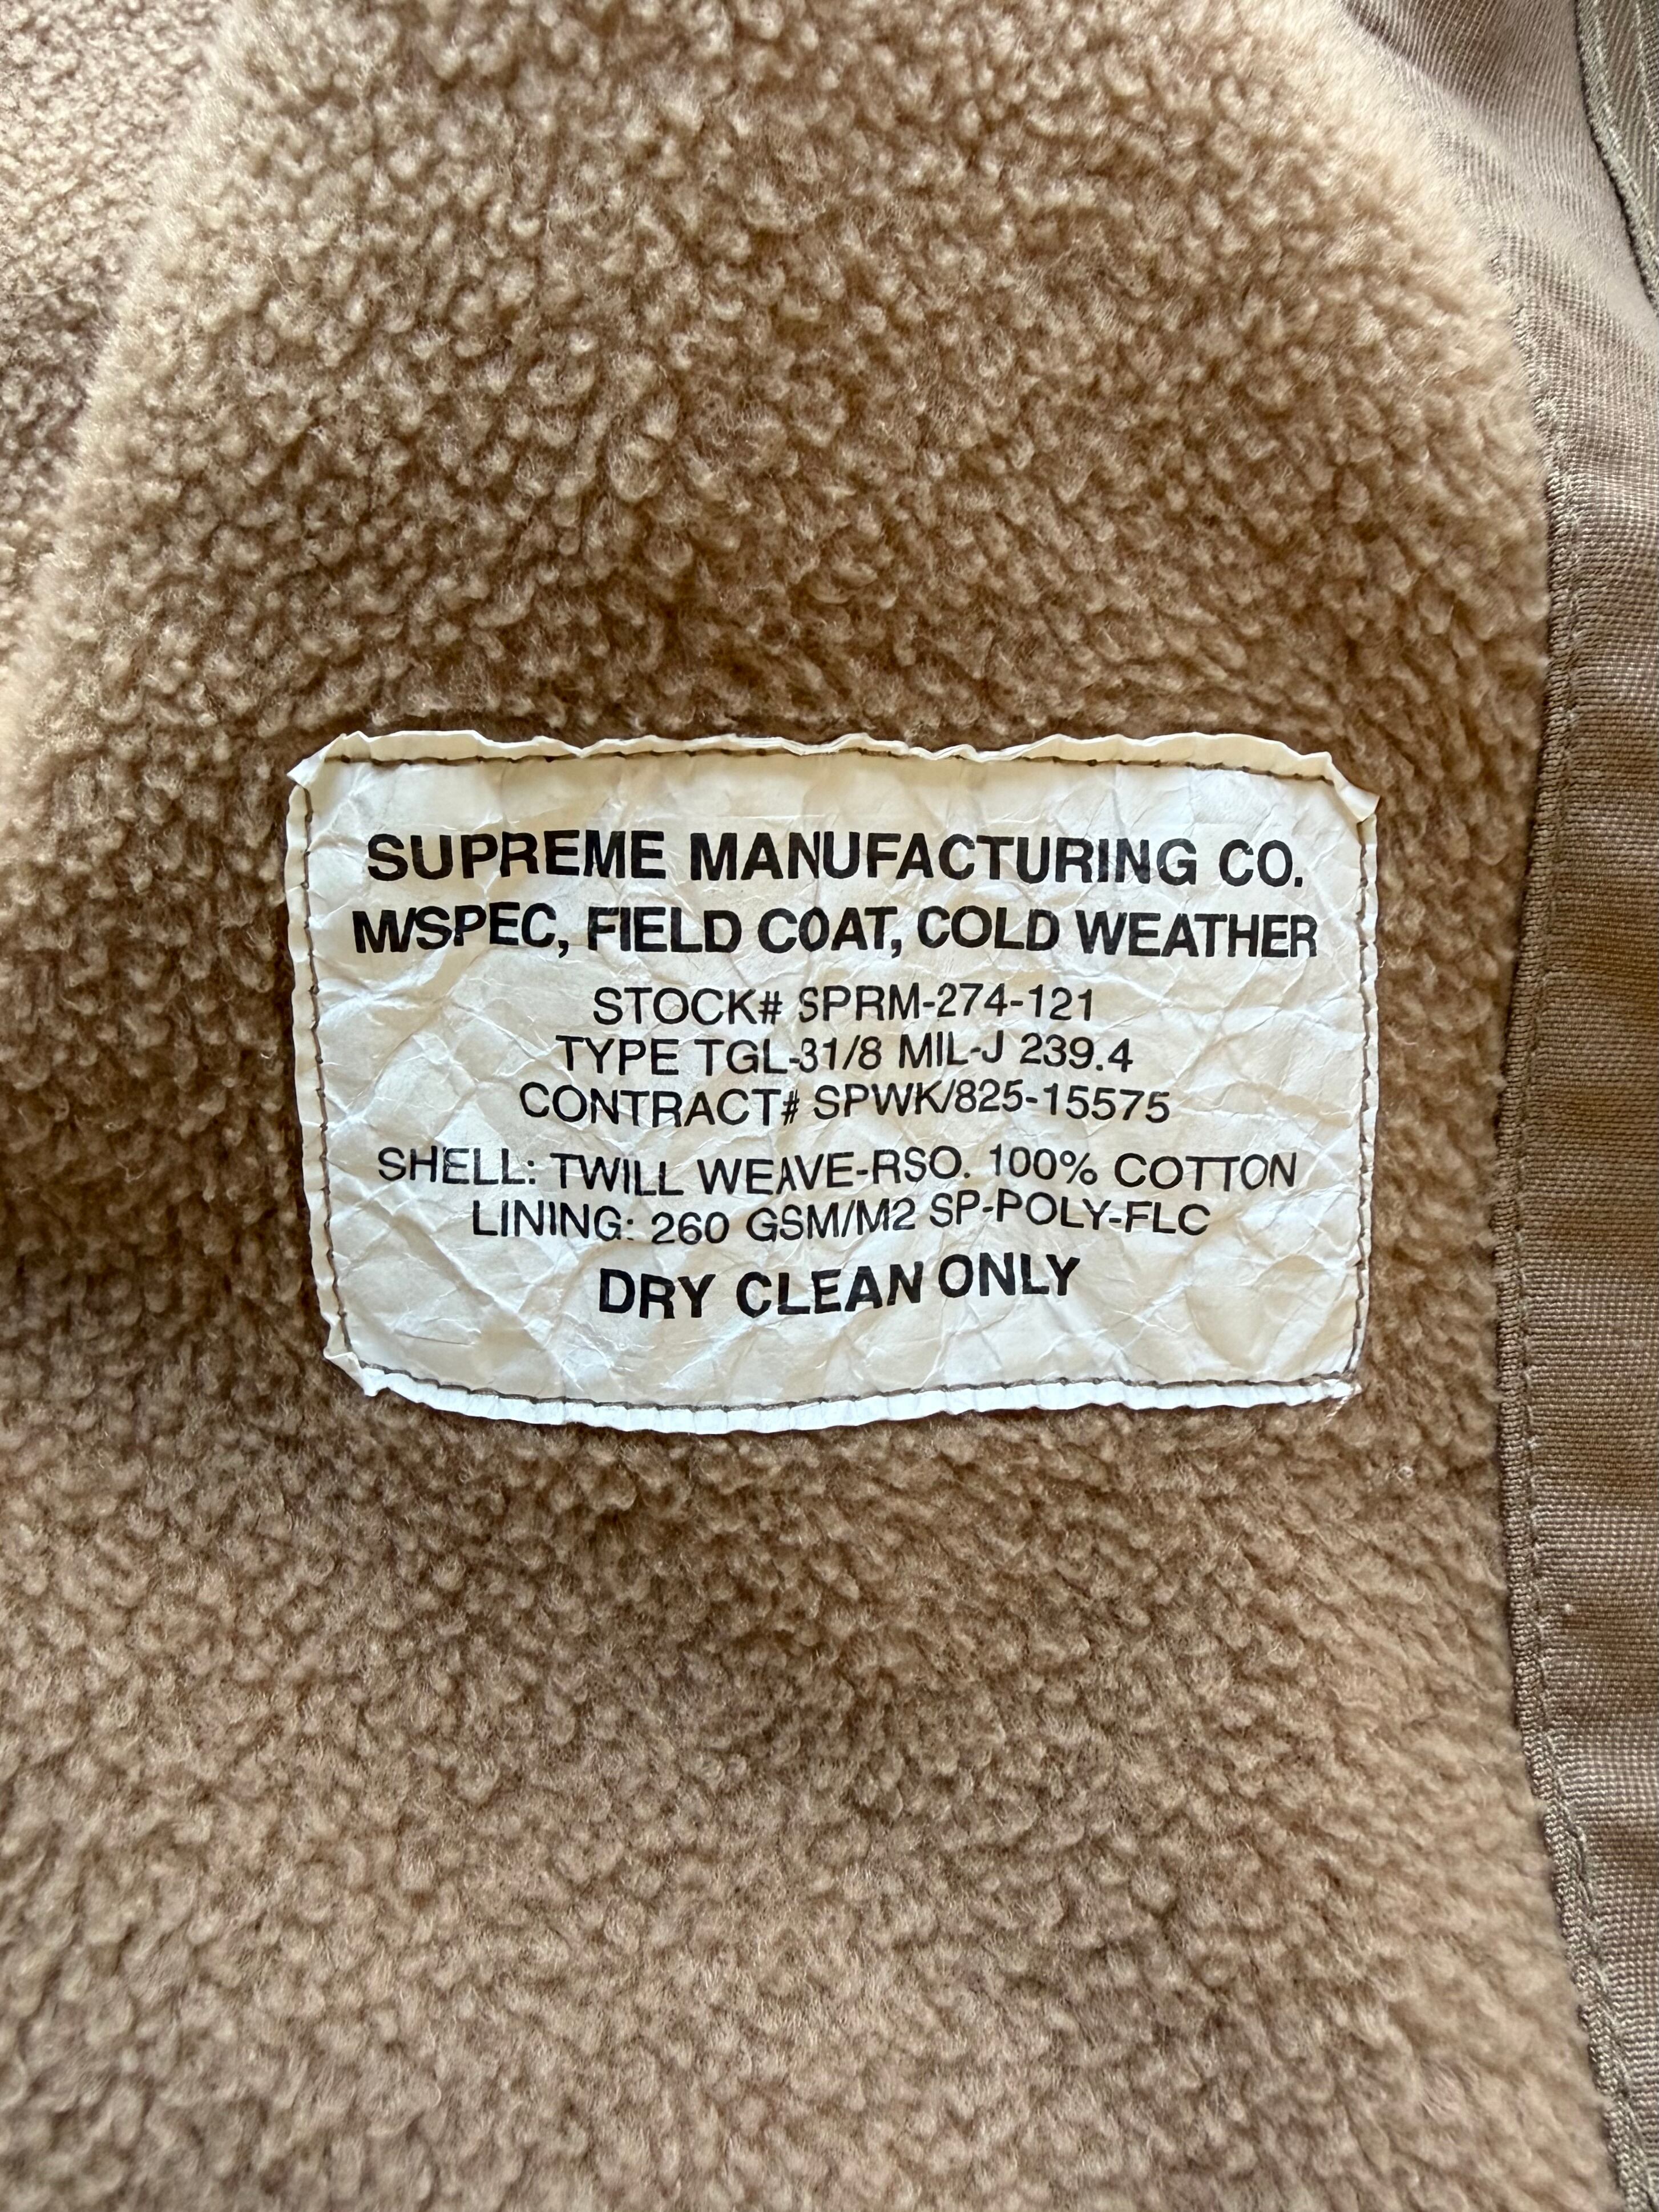 SUPREME MANUFACTURING CO.
M/SPEC, FIELD COAT, COLD WEATHER
STOCK# SPRM-274-121
TYPE TGL-31/8 MIL-J 239.4
CONTRACT# SPWK/825-15575
SHELL: TWILL WEAVE-RSO. 100% COTTON
LINING: 260 GSM/M2 SP-POLY-FLC
DRY CLEAN ONLY